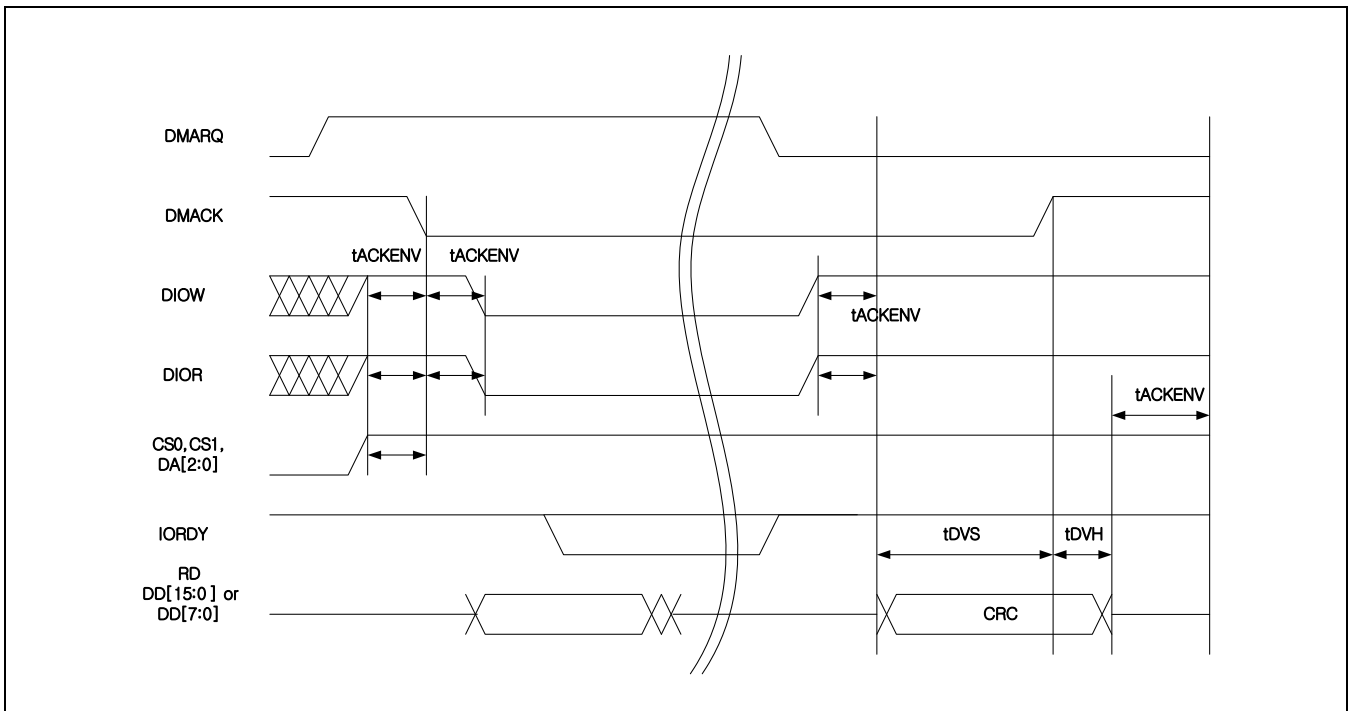 DMARQ
DMACK
tACKENV
tACKENV
DIOW
tACKENV
DIOR
tACKENV
CS0, CS1,
DA[2:0]
IORDY
tDVS
tDVH
RD
DD[15:0] or
DD[7:0]
CRC